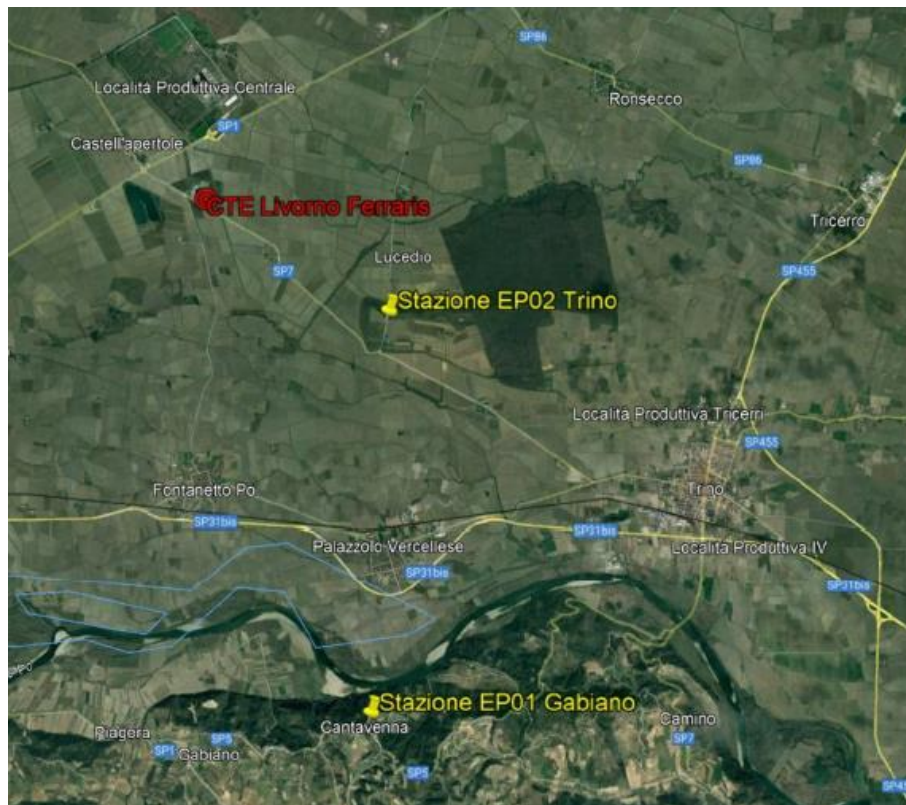 SP86
Località Produttiva Centrale
Ronsecco
SP1
Castell'apertole
SP86
CTE Livorno Ferraris
Tricerro
Lucedio
SP7
SP455
Stazione EP02 Trino
Località Produttiva Tricerri
SP455
Fontanetto Po
Trino
SP31bis
SP31bis
Palazzolo Vercellese
Località Produttiva IV
SP31bis
SP31bis
Stazione EP01 Gabiano
Piagera
Cantavenna
Camino
SP5
SP7
SP1
Gabiano
SP5